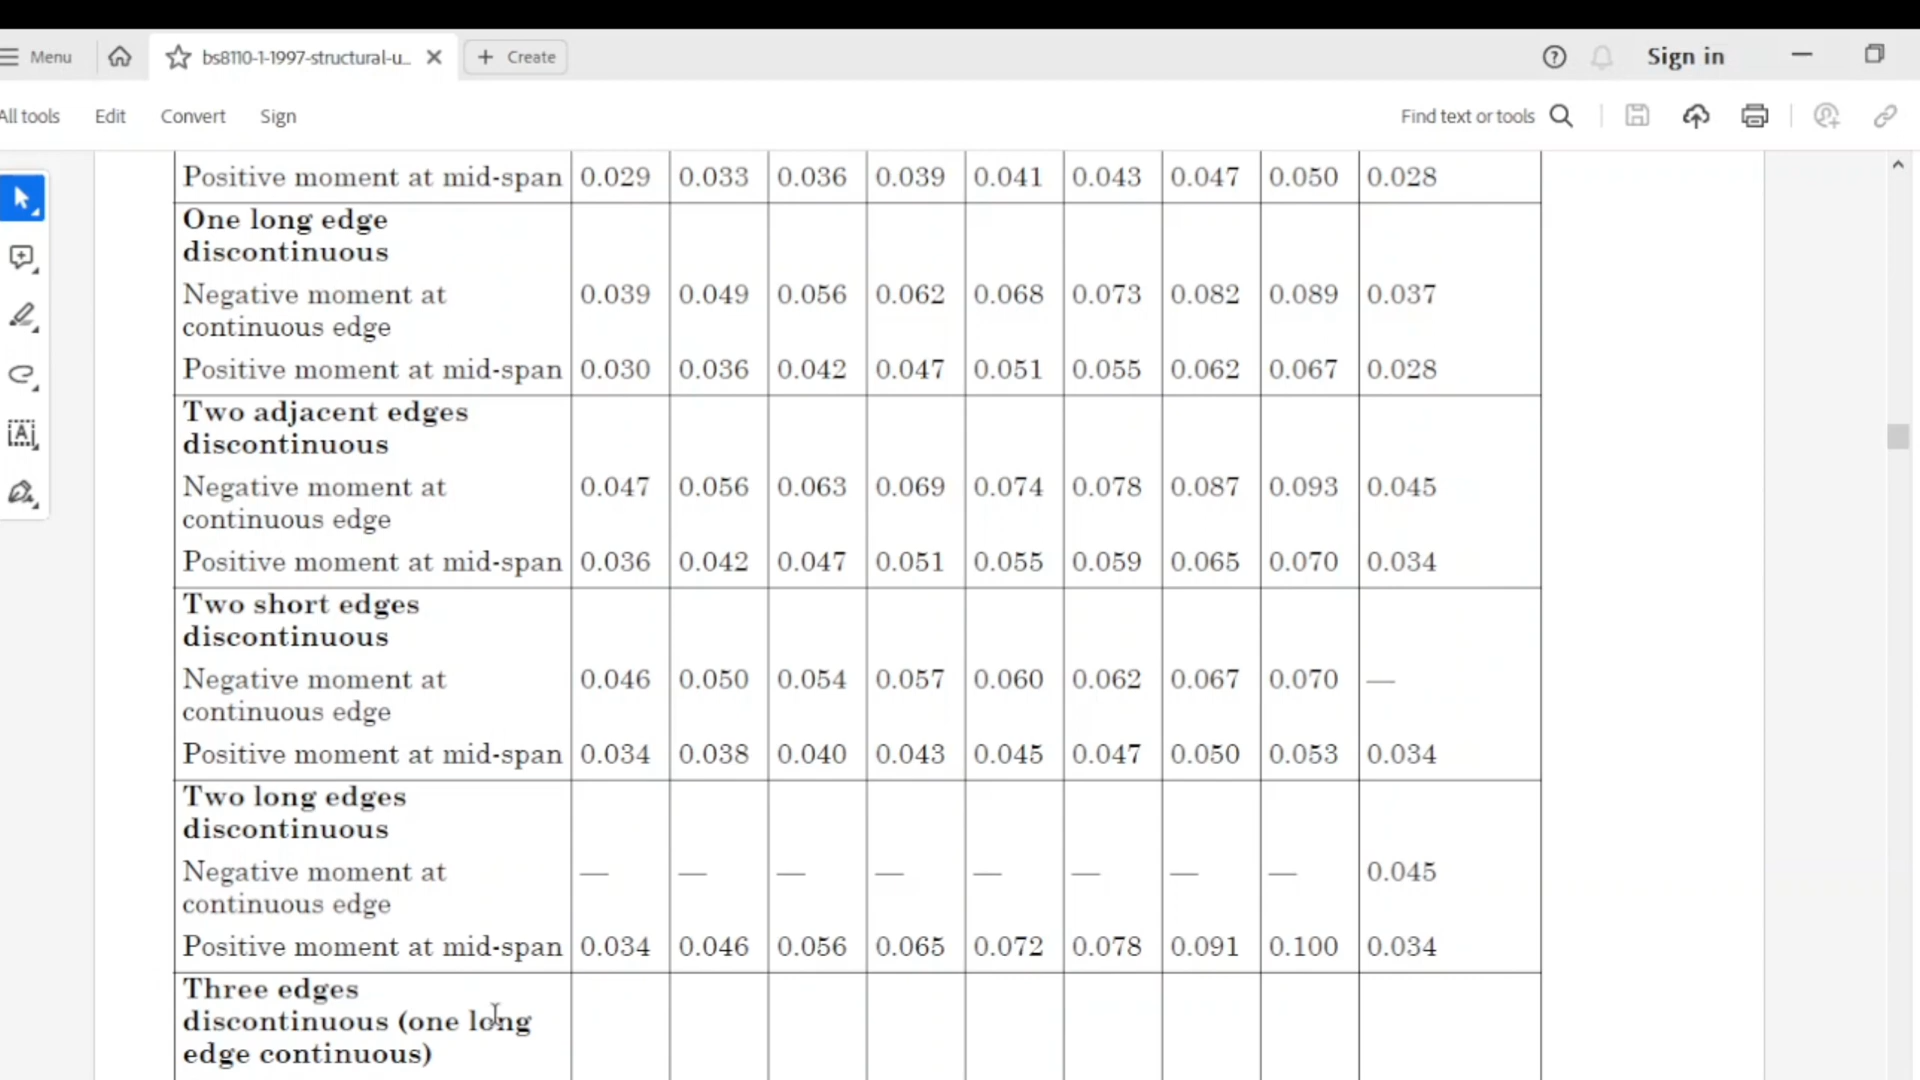 Menu
bs8110-1-1997-structural-u...
Create
Sign in
All tools Edit Convert Sign
Find text or tools
Positive moment at mid-span 0.029 0.033 0.036 0.039 0.041 0.043 0.047 0.050 0.028
One long edge
discontinuous
Negative moment at 0.039 0.049 0.056 0.062 0.068 0.073 0.082 0.089 0.037
continuous edge
Positive moment at mid-span 0.030 0.036 0.042 0.047 0.051 0.055 0.062 0.067 0.028
Two adjacent edges
discontinuous
Negative moment at 0.047 0.056 0.063 0.069 0.074 0.078 0.087 0.093 0.045
continuous edge
Positive moment at mid-span 0.036 0.042 0.047 0.051 0.055 0.059 0.065 0.070 0.034
Two short edges
discontinuous
Negative moment at 0.046 0.050 0.054 0.057 0.060 0.062 0.067 0.070 —
continuous edge
Positive moment at mid-span 0.034 0.038 0.040 0.043 0.045 0.047 0.050 0.053 0.034
Two long edges
discontinuous
Negative moment at — — — — — — — — 0.045
continuous edge
Positive moment at mid-span 0.034 0.046 0.056 0.065 0.072 0.078 0.091 0.100 0.034
Three edges
discontinuous (one long
edge continuous)